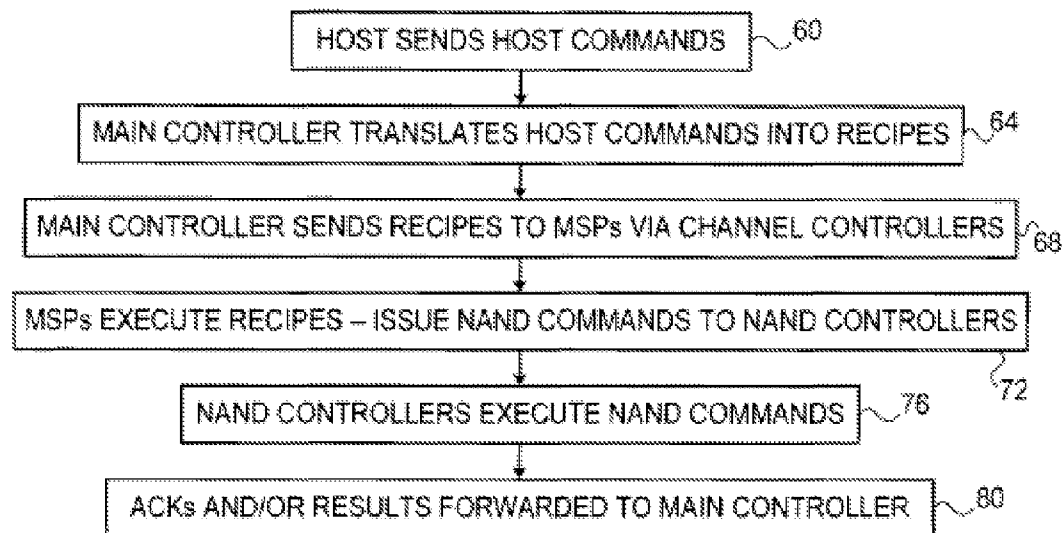 HOST SENDS HOST COMMANDS
60
MAIN CONTROLLER TRANSLATES HOST COMMANDS INTO RECIPES
64
MAIN CONTROLLER SENDS RECIPES TO MSPs VIA CHANNEL CONTROLLERS
68
MSPs EXECUTE RECIPES – ISSUE NAND COMMANDS TO NAND CONTROLLERS
72
NAND CONTROLLERS EXECUTE NAND COMMANDS
76
ACKs AND/OR RESULTS FORWARDED TO MAIN CONTROLLER
80